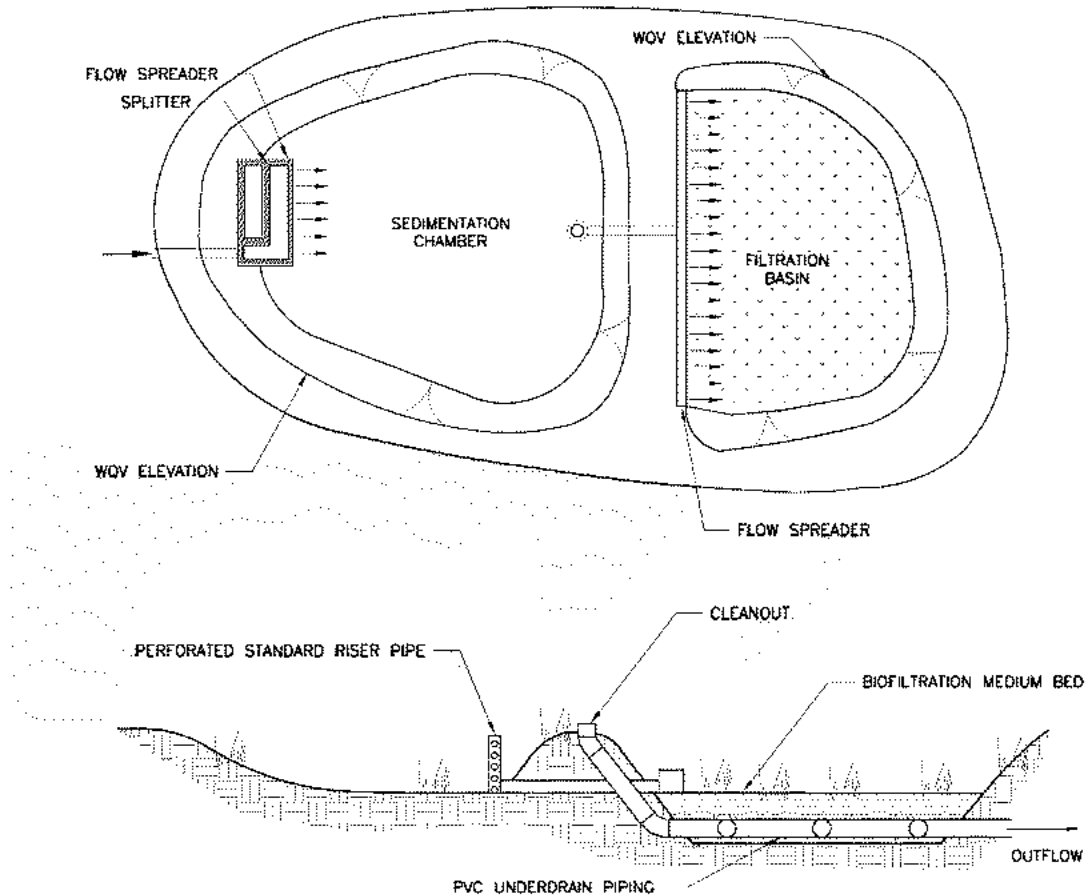 WQV ELEVATION
FLOW SPREADER
SPLITTER
SEDIMENTATION
CHAMBER
FILTRATION
BASIN
WQV ELEVATION
FLOW SPREADER
CLEANOUT
PERFORATED STANDARD RISER PIPE
BIOFILTRATION MEDIUM BED
OUTFLOW
PVC UNDERDRAIN PIPING